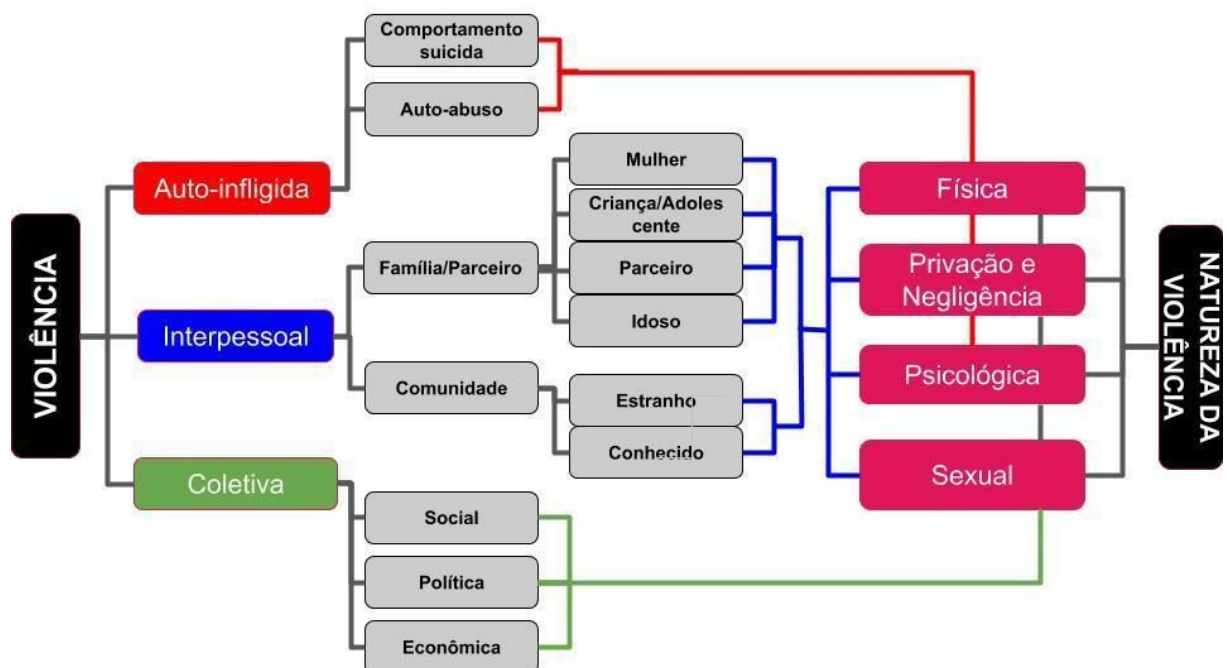 VIOLÊNCIA
Auto-infligida
Interpessoal
Coletiva
Comportamento
suicida
Auto-abuso
Família/Parceiro
Comunidade
Social
Política
Econômica
Mulher
Criança/Adoles
cente
Parceiro
Idoso
Estranho
Conhecido
Física
Privação e
Negligência
Psicológica
Sexual
NATUREZA DA
VIOLÊNCIA